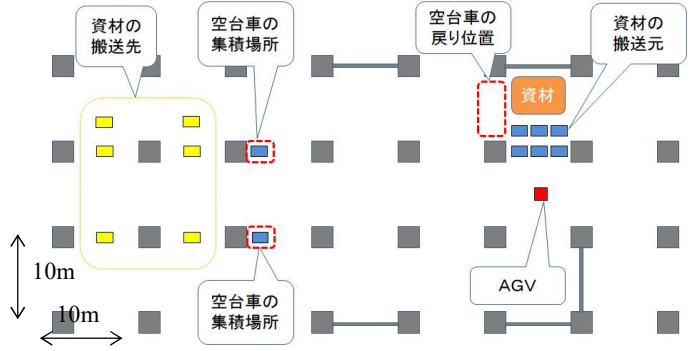 資材の
搬送先
空台車の
集積場所
空台車の
戻り位置
資材の
搬送元
資材
10m
10m
空台車の
集積場所
AGV